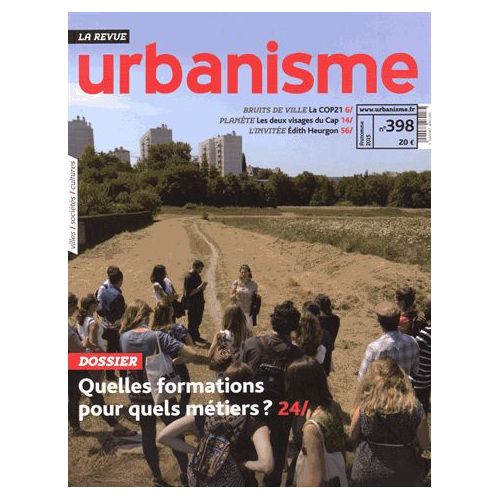 LA REVUE
urbanisme
BRUITS DE VILLE La COP21 6/
PLANÈTE Les deux visages du Cap 14/
L'INVITÉE Édith Heurgon 56/
www.urbanisme.fr
Automne 2015
n°398
20 €
villes / sociétés / cultures
DOSSIER
Quelles formations
pour quels métiers ? 24/